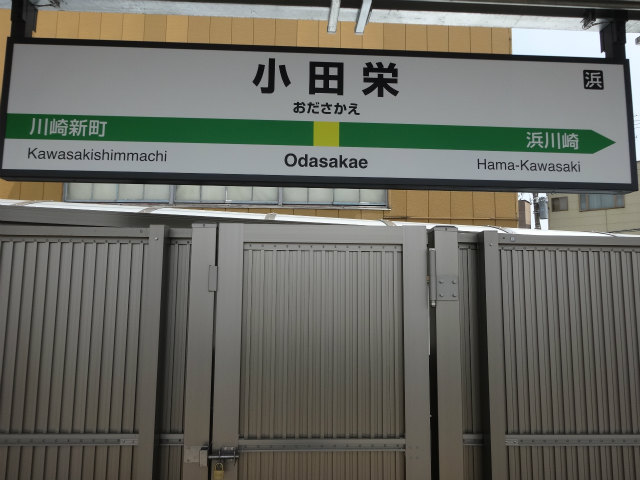 小田栄
浜
おださかえ
川崎新町
浜川崎
Kawasakishimmachi
Odasakae
Hama-Kawasaki